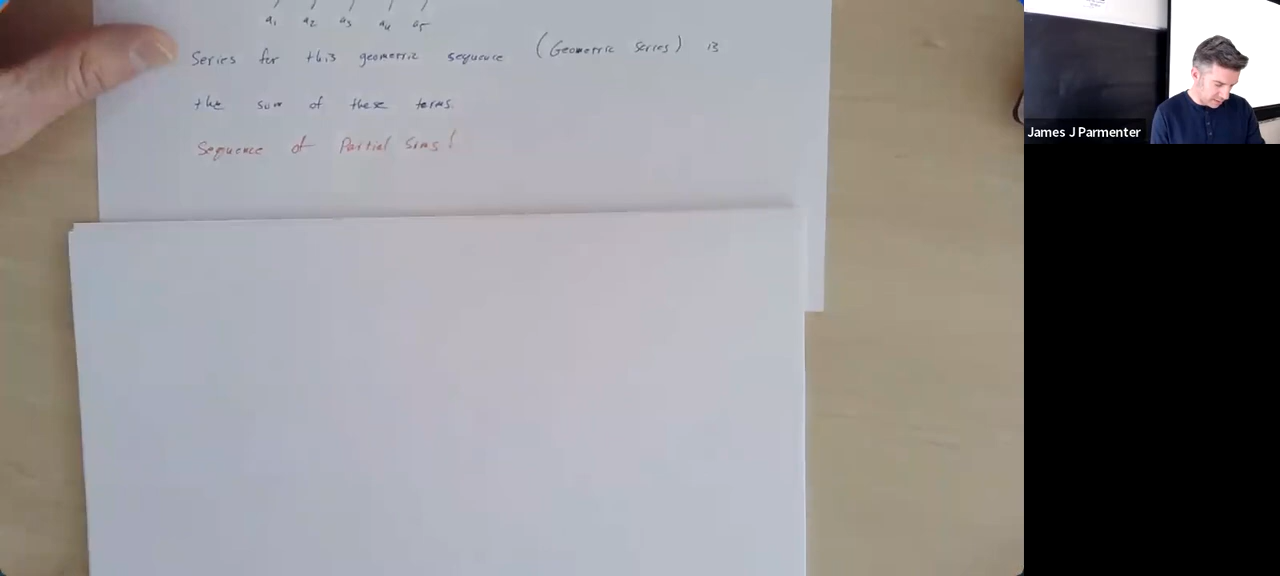 a₁ a₂ a₃ a₄ a₅
Series for this geometric sequence (Geometric Series) is
the sum of these terms.
Sequence of Partial Sums!
James J Parmenter